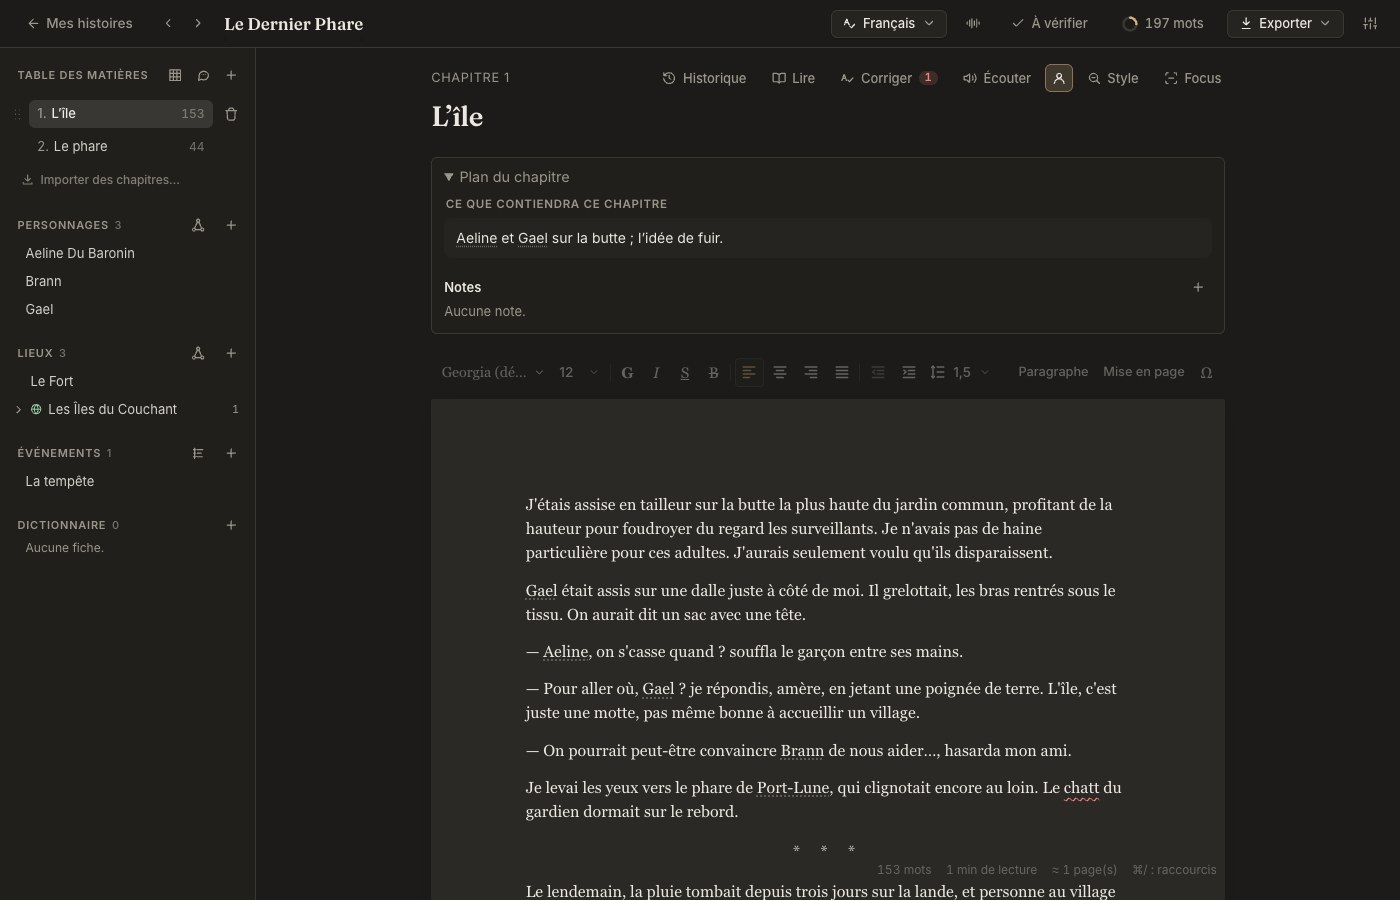 Mes histoires
Le Dernier Phare
Français
À vérifier
197 mots
Exporter
TABLE DES MATIÈRES
1. L’île 153
2. Le phare 44
Importer des chapitres...
PERSONNAGES 3
Aeline Du Baronin
Brann
Gael
LIEUX 3
Le Fort
Les Îles du Couchant 1
ÉVÉNEMENTS 1
La tempête
DICTIONNAIRE 0
Aucune fiche.
CHAPITRE 1
Historique
Lire
Corriger 1
Écouter
Style
Focus
L’île
Plan du chapitre
CE QUE CONTIENDRA CE CHAPITRE
Aeline et Gael sur la butte ; l’idée de fuir.
Notes
Aucune note.
Georgia (dé... 12 G I S B 1,5 Paragraphe Mise en page Ω
J'étais assise en tailleur sur la butte la plus haute du jardin commun, profitant de la
hauteur pour foudroyer du regard les surveillants. Je n'avais pas de haine
particulière pour ces adultes. J'aurais seulement voulu qu'ils disparaissent.
Gael était assis sur une dalle juste à côté de moi. Il grelottait, les bras rentrés sous le
tissu. On aurait dit un sac avec une tête.
— Aeline, on s'casse quand ? souffla le garçon entre ses mains.
— Pour aller où, Gael ? je répondis, amère, en jetant une poignée de terre. L'île, c'est
juste une motte, pas même bonne à accueillir un village.
— On pourrait peut-être convaincre Brann de nous aider…, hasarda mon ami.
Je levai les yeux vers le phare de Port-Lune, qui clignotait encore au loin. Le chatt du
gardien dormait sur le rebord.
* * *
Le lendemain, la pluie tombait depuis trois jours sur la lande, et personne au village
153 mots 1 min de lecture ≈ 1 page(s) ⌘/ : raccourcis